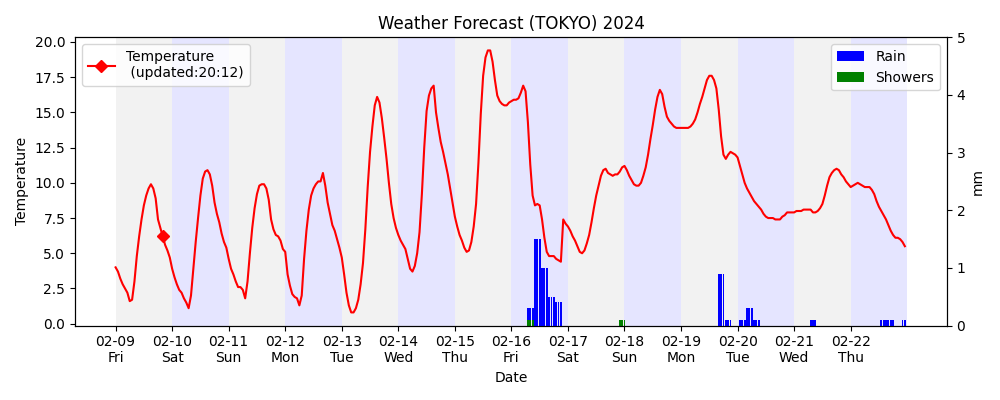 Weather Forecast (TOKYO) 2024
Temperature
(updated:20:12)
Rain
Showers
20.0
17.5
15.0
12.5
10.0
7.5
5.0
2.5
0.0
Temperature
5
4
3
2
1
0
mm
02-09 02-10 02-11 02-12 02-13 02-14 02-15 02-16 02-17 02-18 02-19 02-20 02-21 02-22
Fri Sat Sun Mon Tue Wed Thu Fri Sat Sun Mon Tue Wed Thu
Date